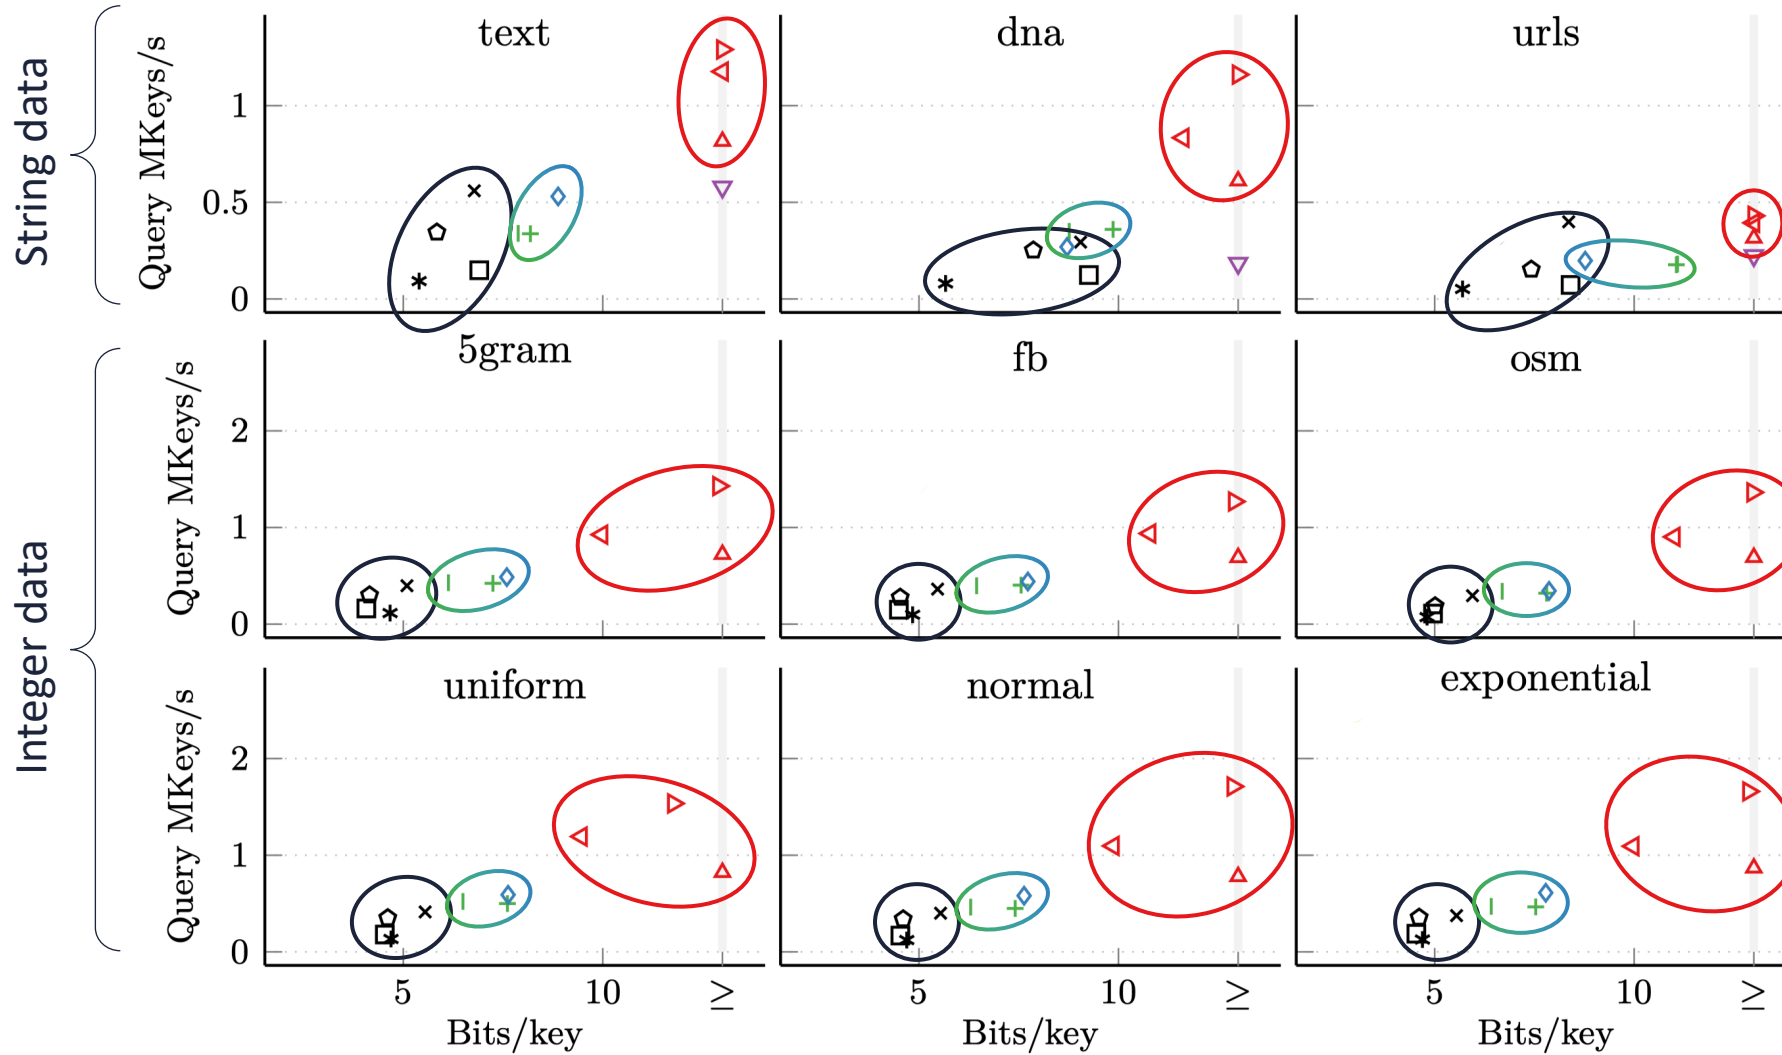 String data
Query MKeys/s
text
dna
urls
1
0.5
0
Integer data
Query MKeys/s
5gram
fb
osm
2
1
0
Query MKeys/s
uniform
normal
exponential
2
1
0
5 10 ≥
5 10 ≥
5 10 ≥
Bits/key
Bits/key
Bits/key